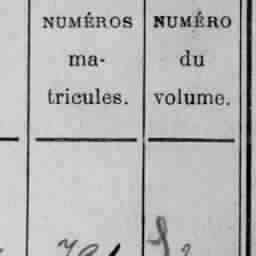 NUMÉROS
ma-
tricules.
NUMÉRO
du
volume.